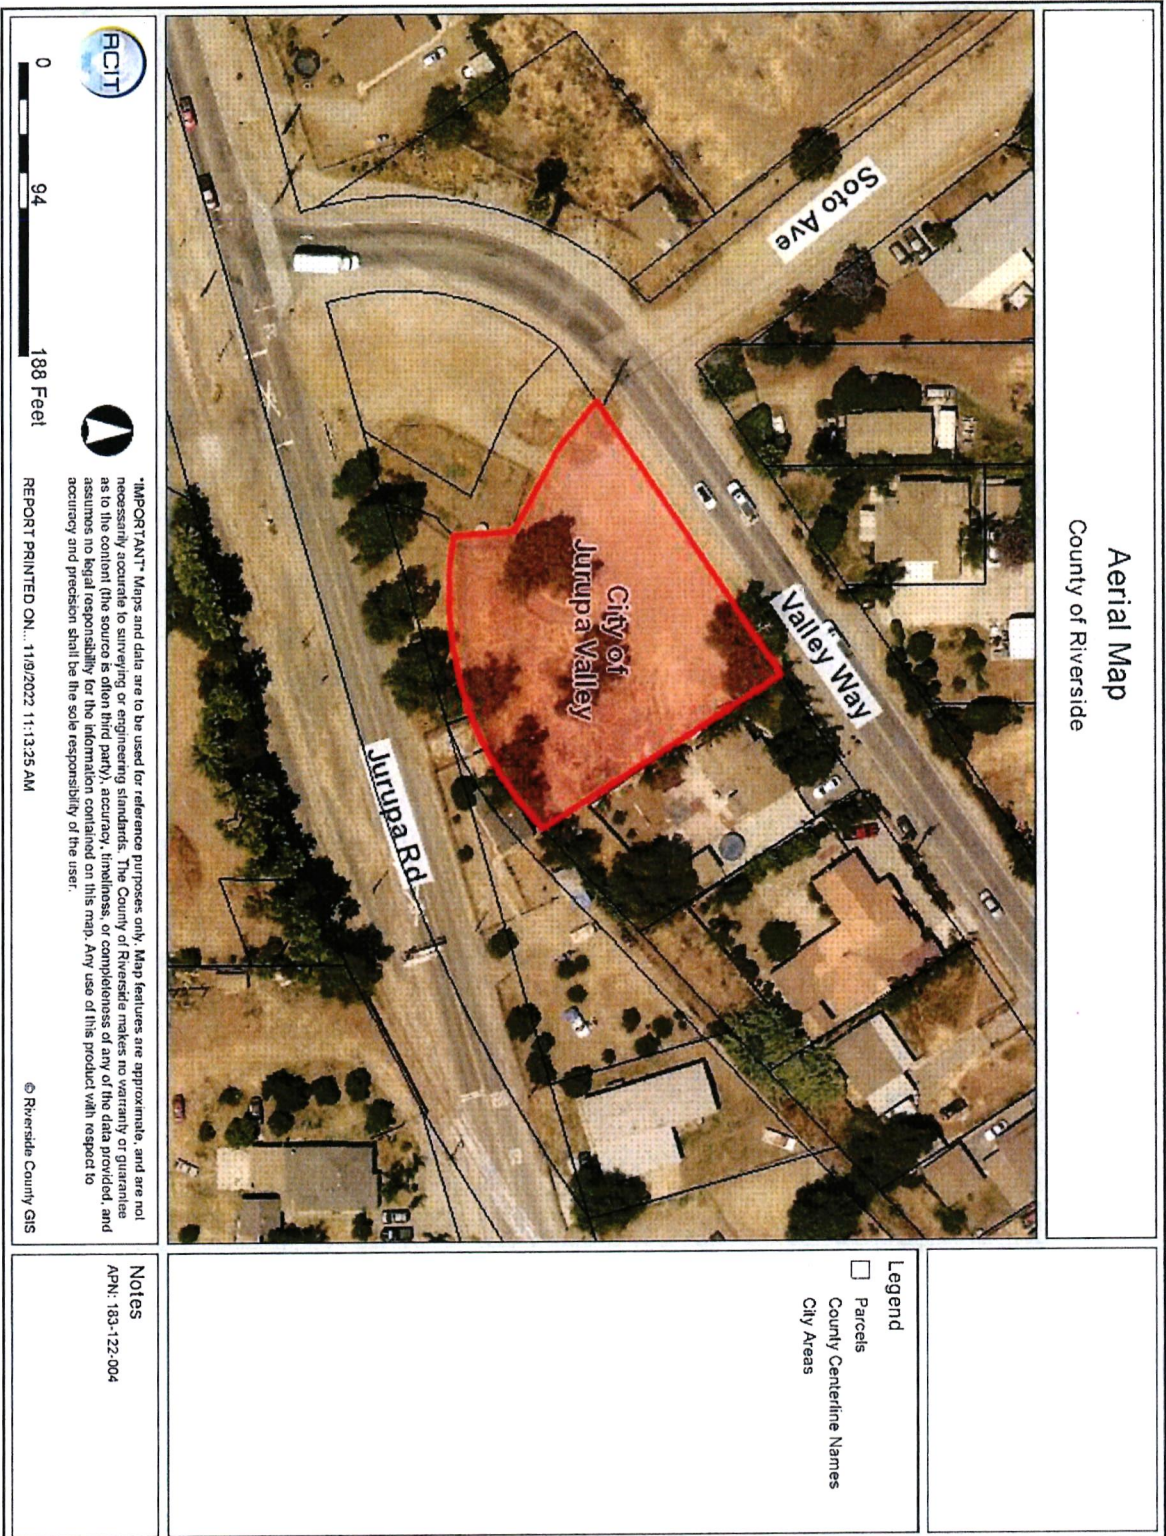 Aerial Map
County of Riverside
Soto Ave
Valley Way
City of
Jurupa Valley
Jurupa Rd
Legend
Parcels
County Centerline Names
City Areas
RCIT
0 94 188 Feet
*IMPORTANT* Maps and data are to be used for reference purposes only. Map features are approximate, and are not
necessarily accurate to surveying or engineering standards. The County of Riverside makes no warranty or guarantee
as to the content (the source is often third party), accuracy, timeliness, or completeness of any of the data provided, and
assumes no legal responsibility for the information contained on this map. Any use of this product with respect to
accuracy and precision shall be the sole responsibility of the user.
REPORT PRINTED ON... 11/9/2022 11:13:25 AM
© Riverside County GIS
Notes
APN: 183-122-004